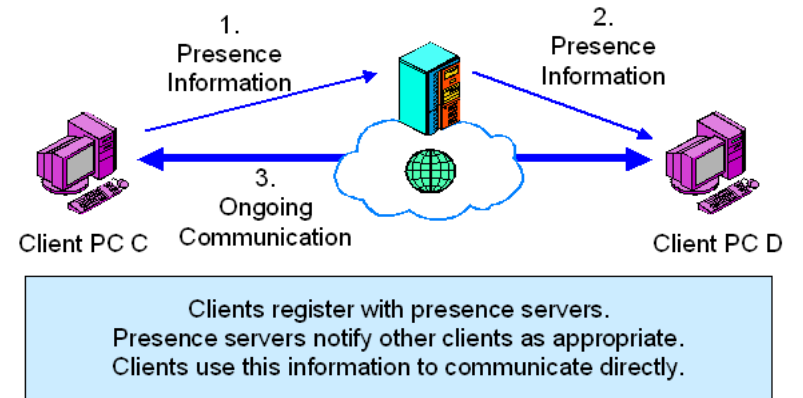 1.
Presence
Information
2.
Presence
Information
3.
Ongoing
Communication
Client PC C
Client PC D
Clients register with presence servers.
Presence servers notify other clients as appropriate.
Clients use this information to communicate directly.